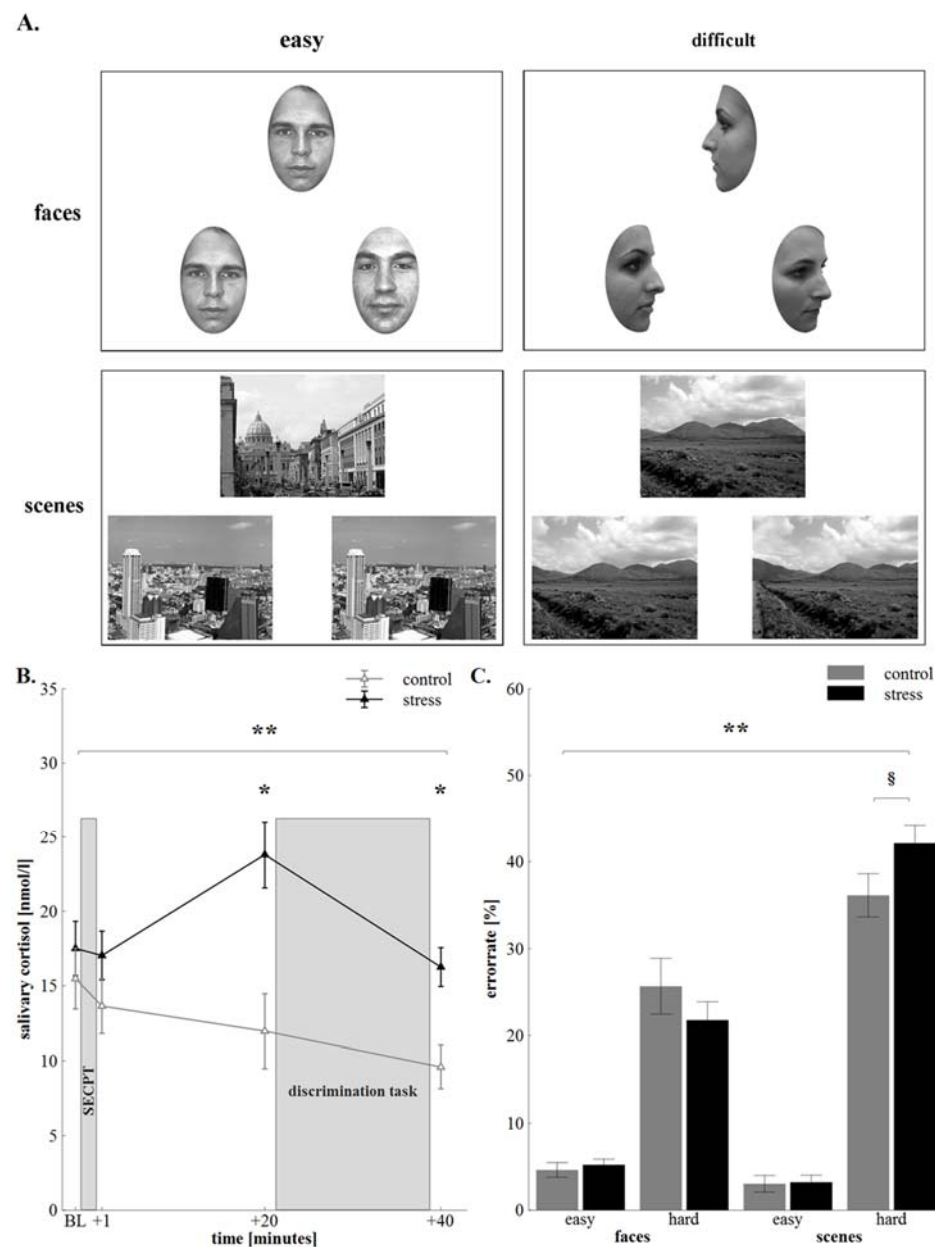 A.
easy
difficult
faces
scenes
B.
control
stress
35
30
25
20
15
10
5
0
salivary cortisol [nmol/l]
**
*
*
SECPT
discrimination task
BL
+1
+20
+40
time [minutes]
C.
control
stress
60
50
40
30
20
10
0
errorrate [%]
**
§
easy
hard
easy
hard
faces
scenes